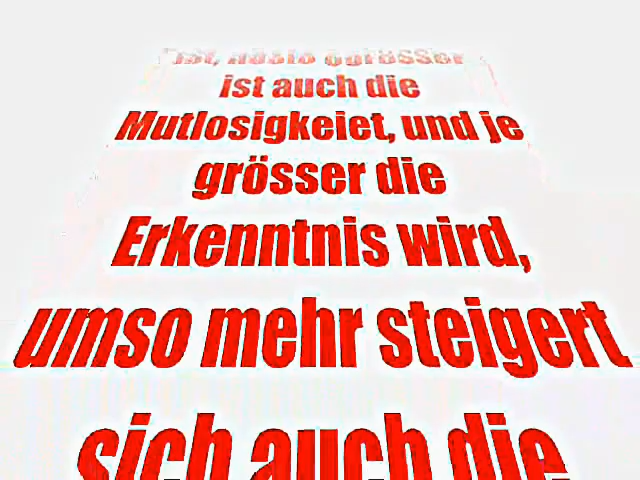 ist auch die
Mutlosigkeiet, und je
grösser die
Erkenntnis wird,
umso mehr steigert
sich auch die